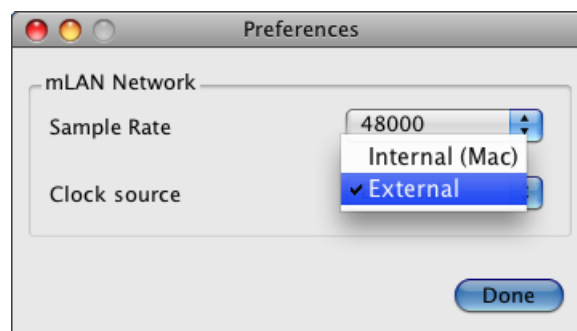 Preferences
mLAN Network
Sample Rate
48000
Internal (Mac)
Clock source
✓ External
Done